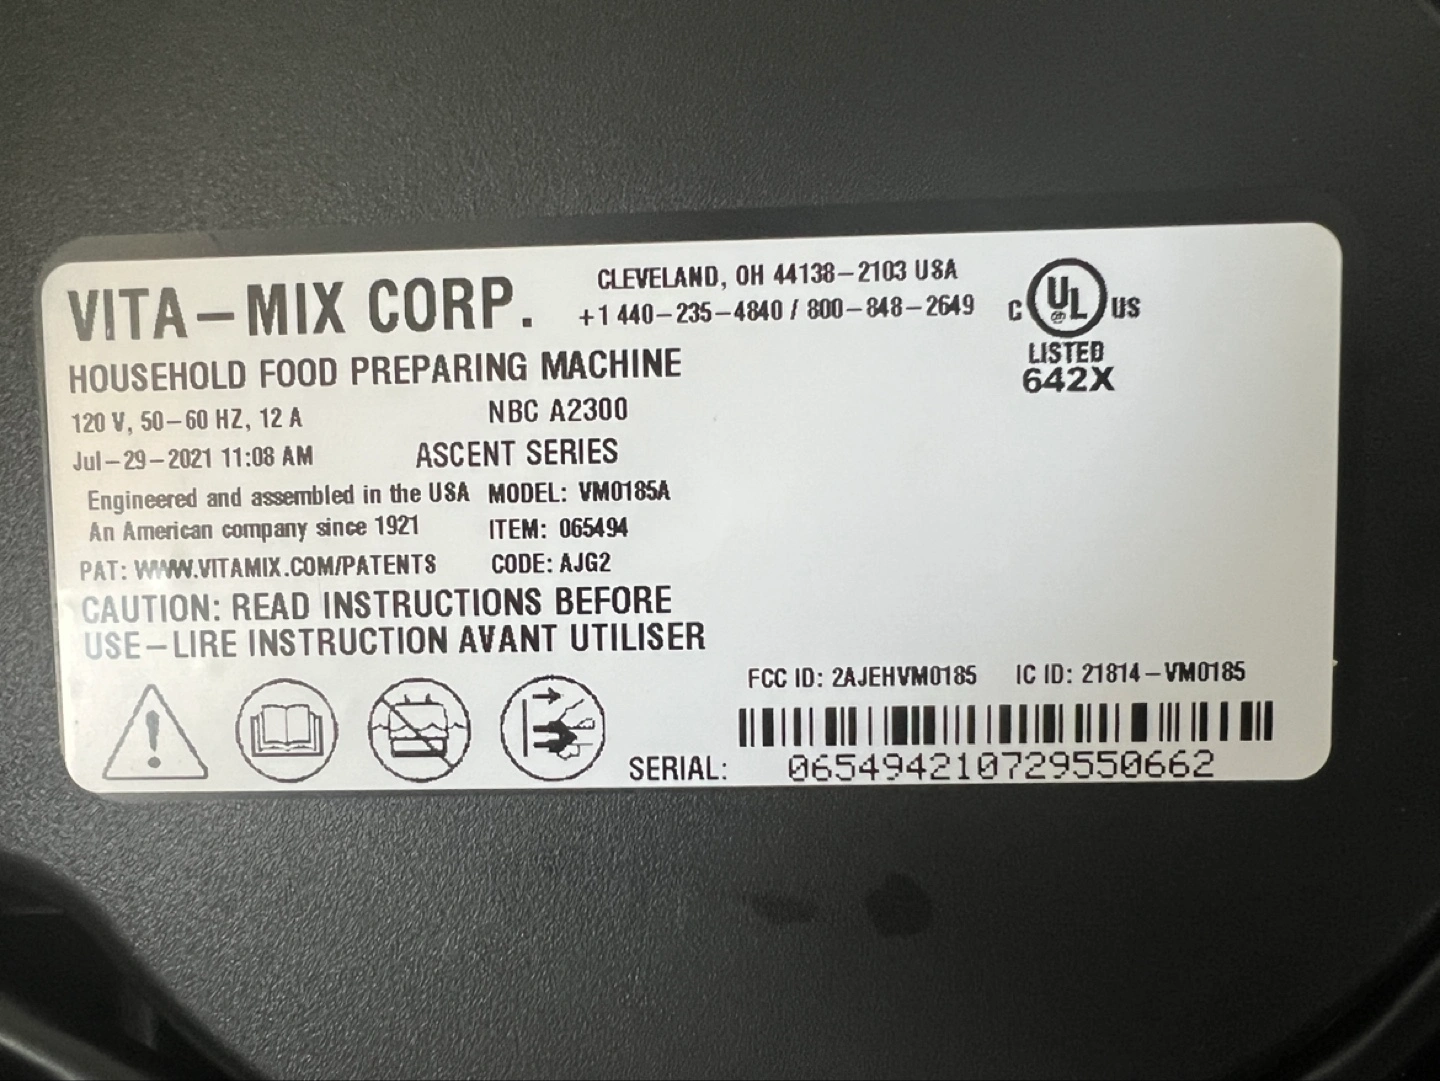 VITA-MIX CORP.
CLEVELAND, OH 44138-2103 USA
+1 440-235-4840 / 800-848-2649
C UL US
LISTED
642X
HOUSEHOLD FOOD PREPARING MACHINE
120 V, 50-60 HZ, 12 A
NBC A2300
Jul-29-2021 11:08 AM
ASCENT SERIES
Engineered and assembled in the USA
MODEL: VM0185A
An American company since 1921
ITEM: 065494
PAT: WWW.VITAMIX.COM/PATENTS
CODE: AJG2
CAUTION: READ INSTRUCTIONS BEFORE
USE-LIRE INSTRUCTION AVANT UTILISER
FCC ID: 2AJEHVM0185
IC ID: 21814-VM0185
SERIAL: 065494210729550662